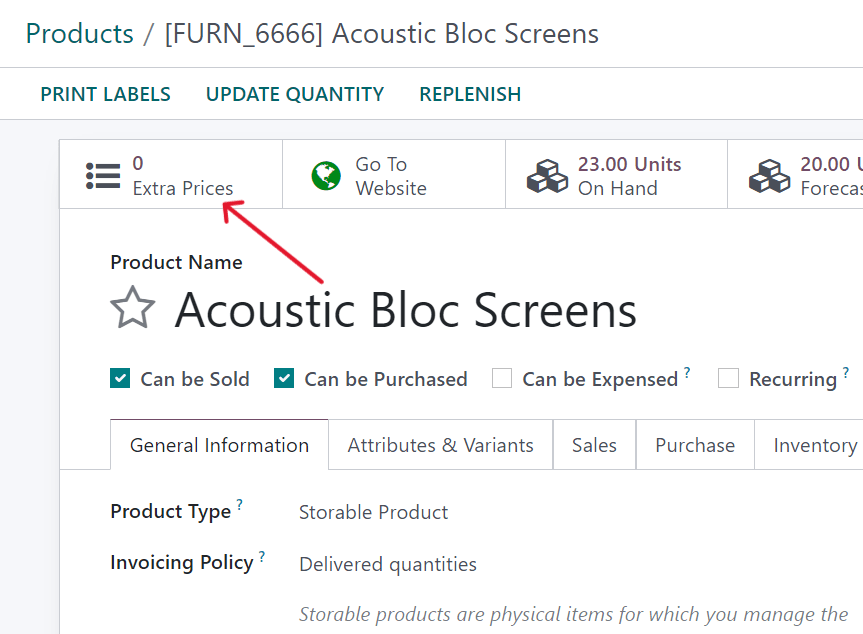 Products / [FURN_6666] Acoustic Bloc Screens
PRINT LABELS UPDATE QUANTITY REPLENISH
0
Extra Prices
Go To
Website
23.00 Units
On Hand
20.00 U
Forecas
Product Name
Acoustic Bloc Screens
Can be Sold Can be Purchased Can be Expensed ? Recurring ?
General Information Attributes & Variants Sales Purchase Inventory
Product Type ? Storable Product
Invoicing Policy ? Delivered quantities
Storable products are physical items for which you manage the